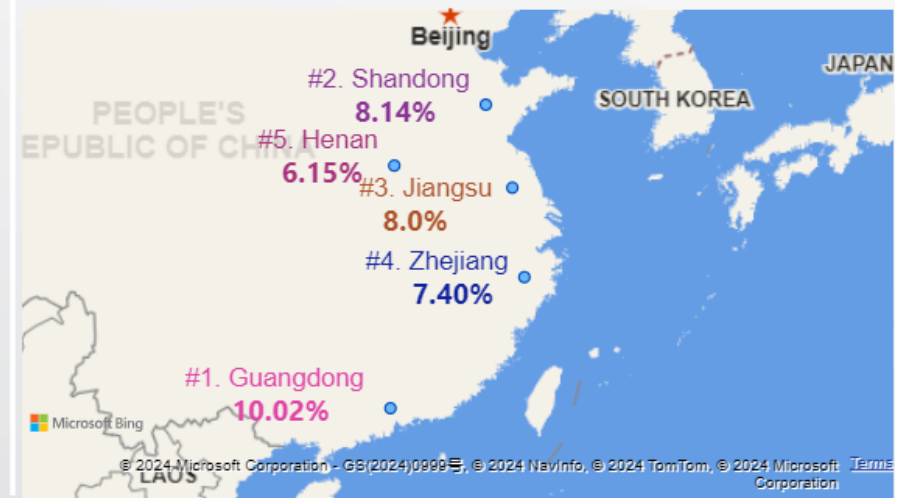 Beijing
#2. Shandong
8.14%
JAPAN
SOUTH KOREA
PEOPLE'S
EPUBLIC OF CHINA
#5. Henan
6.15%
#3. Jiangsu
8.0%
#4. Zhejiang
7.40%
#1. Guangdong
10.02%
Microsoft Bing
© 2024 Microsoft Corporation - GS(2024)0999号, © 2024 NavInfo, © 2024 TomTom, © 2024 Microsoft
Corporation
Terms
LAOS